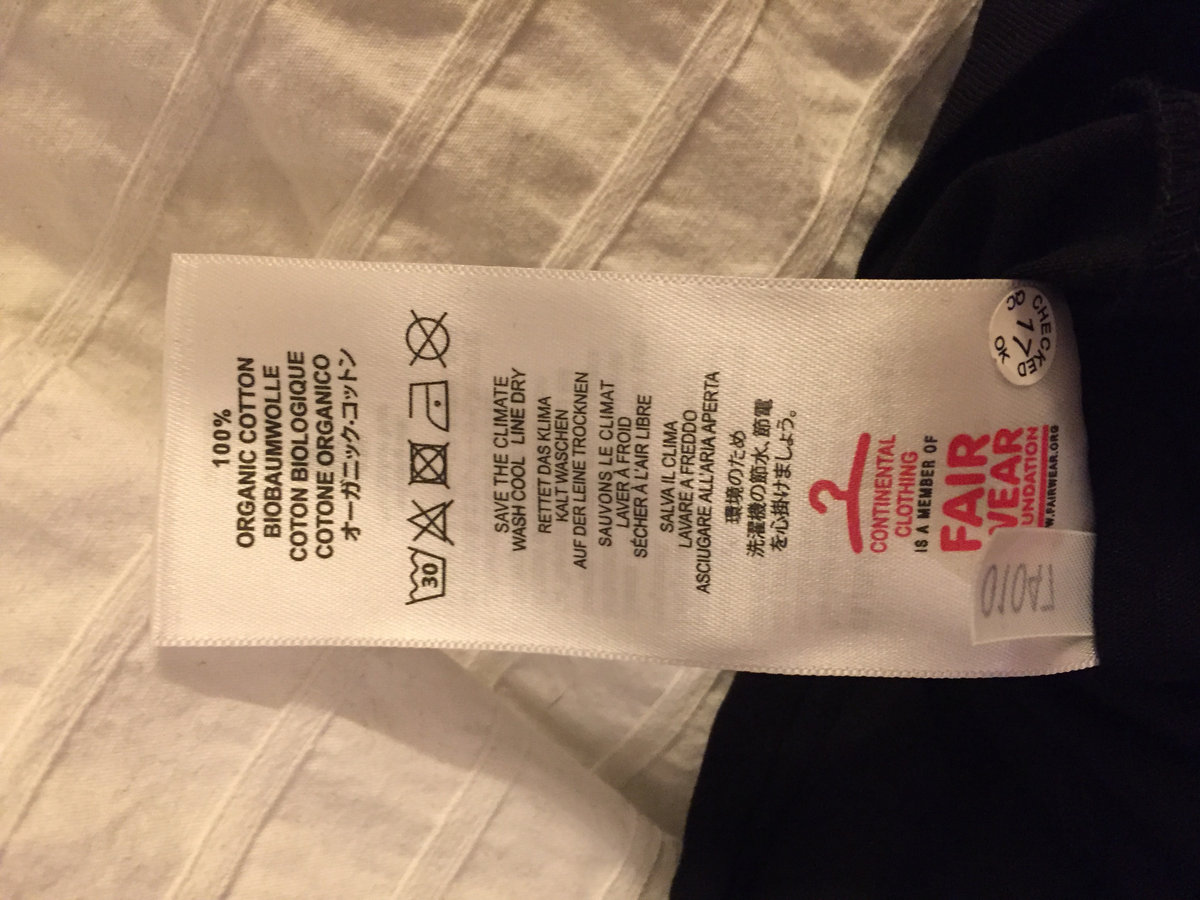 100%
ORGANIC COTTON
BIOBAUMWOLLE
COTON BIOLOGIQUE
COTONE ORGANICO
オーガニック・コットン
30
SAVE THE CLIMATE
WASH COOL LINE DRY
RETTET DAS KLIMA
KALT WASCHEN
AUF DER LEINE TROCKNEN
SAUVONS LE CLIMAT
LAVER À FROID
SÉCHER À L'AIR LIBRE
SALVA IL CLIMA
LAVARE A FREDDO
ASCIUGARE ALL'ARIA APERTA
環境のため
洗濯機の節水、節電
を心掛けましょう。
CONTINENTAL
CLOTHING
IS A MEMBER OF
FAIR
WEAR
UNDATION
W.FAIRWEAR.ORG
01047
CHECKED
QC
77
OK